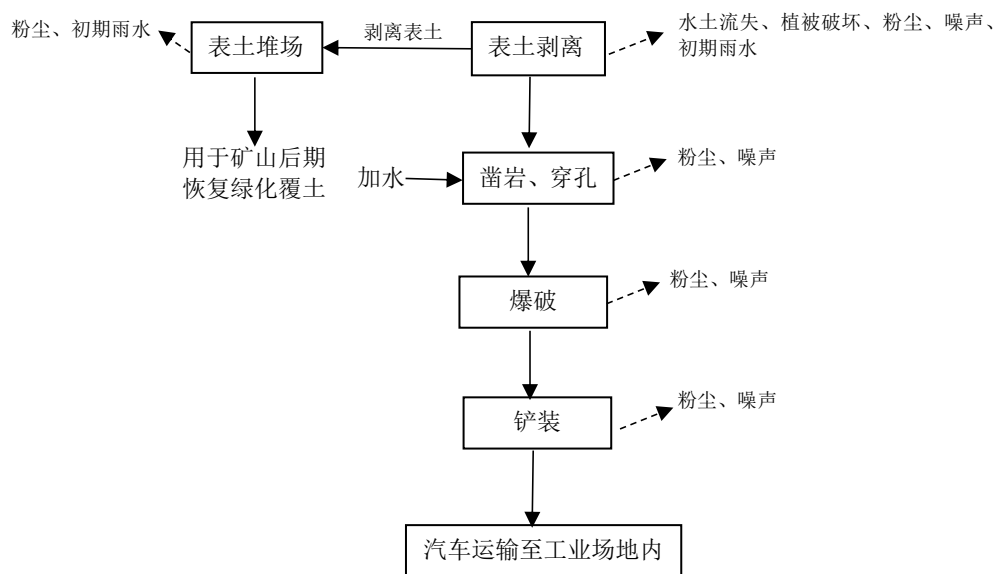 粉尘、初期雨水
表土堆场
剥离表土
表土剥离
水土流失、植被破坏、粉尘、噪声、
初期雨水
用于矿山后期
恢复绿化覆土
加水
凿岩、穿孔
粉尘、噪声
爆破
粉尘、噪声
铲装
粉尘、噪声
汽车运输至工业场地内